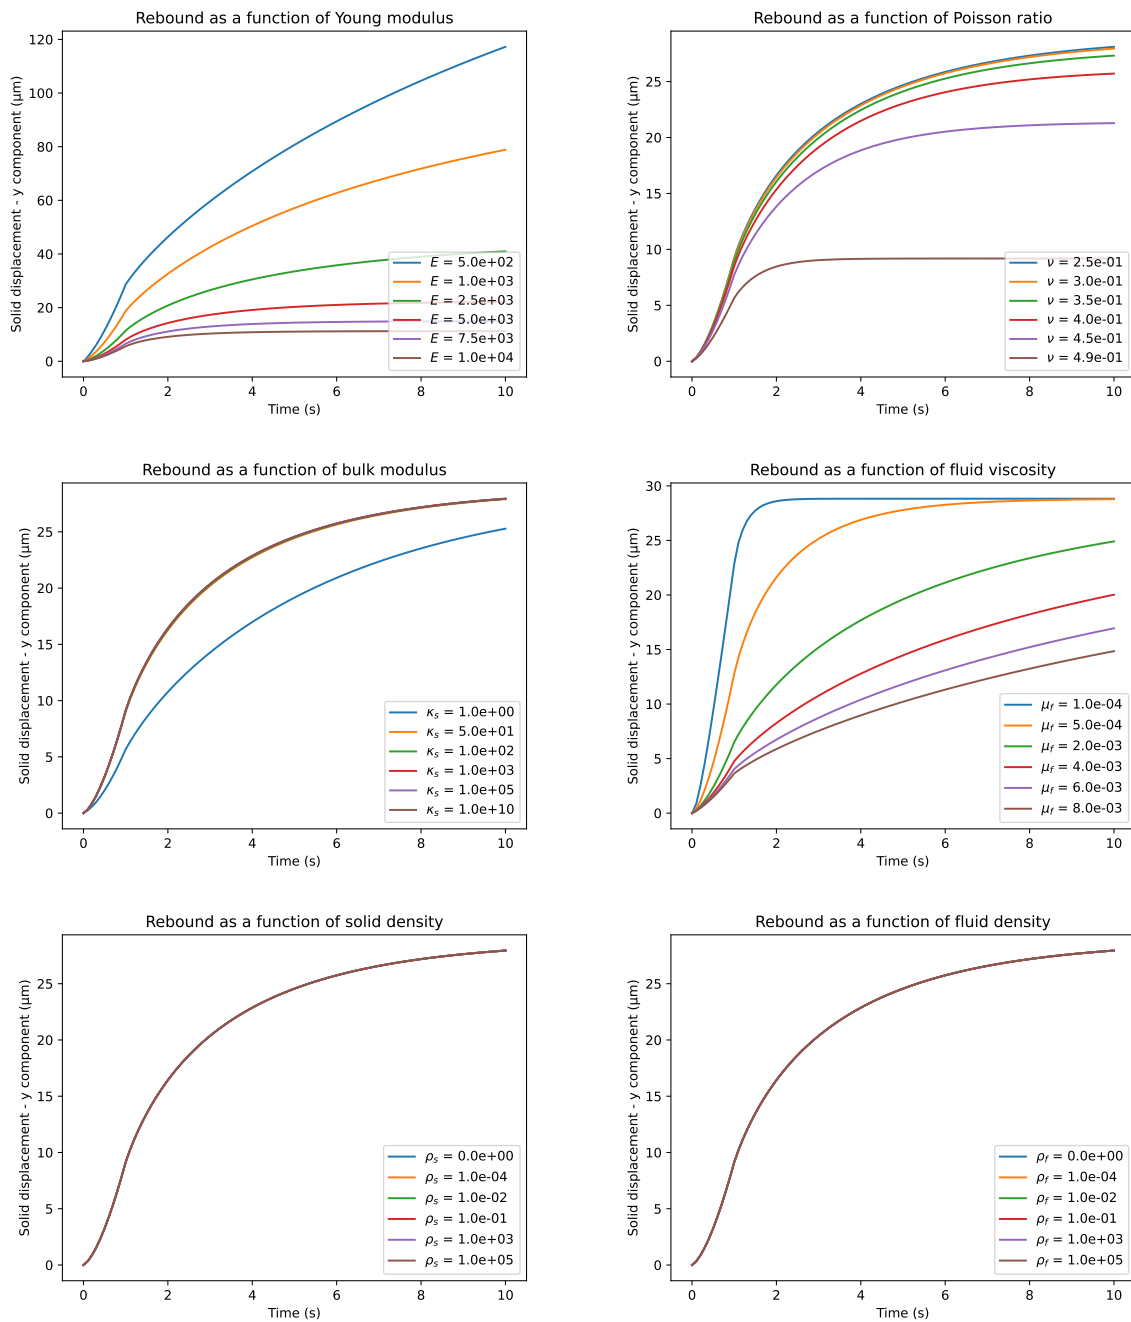 Rebound as a function of Young modulus
Solid displacement - y component (µm)
120
100
80
60
40
20
0
E = 5.0e+02
E = 1.0e+03
E = 2.5e+03
E = 5.0e+03
E = 7.5e+03
E = 1.0e+04
0 2 4 6 8 10
Time (s)
Rebound as a function of Poisson ratio
Solid displacement - y component (µm)
25
20
15
10
5
0
ν = 2.5e-01
ν = 3.0e-01
ν = 3.5e-01
ν = 4.0e-01
ν = 4.5e-01
ν = 4.9e-01
0 2 4 6 8 10
Time (s)
Rebound as a function of bulk modulus
Solid displacement - y component (µm)
25
20
15
10
5
0
κₛ = 1.0e+00
κₛ = 5.0e+01
κₛ = 1.0e+02
κₛ = 1.0e+03
κₛ = 1.0e+05
κₛ = 1.0e+10
0 2 4 6 8 10
Time (s)
Rebound as a function of fluid viscosity
Solid displacement - y component (µm)
30
25
20
15
10
5
0
μ_f = 1.0e-04
μ_f = 5.0e-04
μ_f = 2.0e-03
μ_f = 4.0e-03
μ_f = 6.0e-03
μ_f = 8.0e-03
0 2 4 6 8 10
Time (s)
Rebound as a function of solid density
Solid displacement - y component (µm)
25
20
15
10
5
0
ρₛ = 0.0e+00
ρₛ = 1.0e-04
ρₛ = 1.0e-02
ρₛ = 1.0e-01
ρₛ = 1.0e+03
ρₛ = 1.0e+05
0 2 4 6 8 10
Time (s)
Rebound as a function of fluid density
Solid displacement - y component (µm)
25
20
15
10
5
0
ρ_f = 0.0e+00
ρ_f = 1.0e-04
ρ_f = 1.0e-02
ρ_f = 1.0e-01
ρ_f = 1.0e+03
ρ_f = 1.0e+05
0 2 4 6 8 10
Time (s)